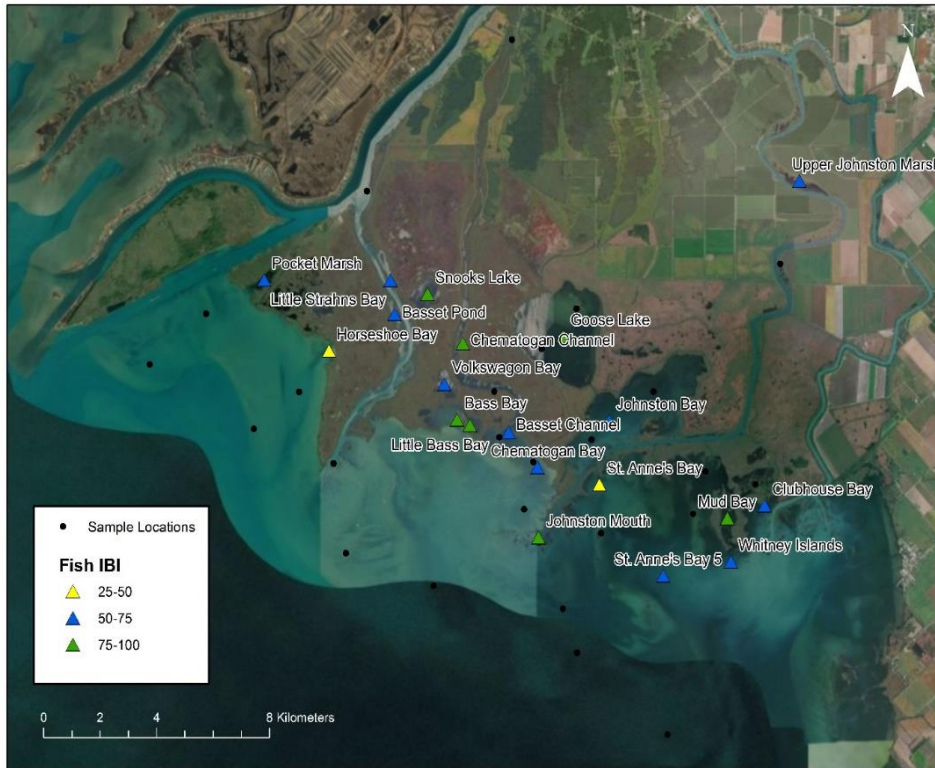 N
Upper Johnston Marsh
Pocket Marsh
Snooks Lake
Little Strahns Bay
Basset Pond
Goose Lake
Horseshoe Bay
Chematogan Channel
Volkswagon Bay
Bass Bay
Johnston Bay
Basset Channel
Little Bass Bay
Chematogan Bay
St. Anne's Bay
Clubhouse Bay
Mud Bay
Johnston Mouth
Whitney Islands
St. Anne's Bay 5
Sample Locations
Fish IBI
25-50
50-75
75-100
0 2 4 8 Kilometers